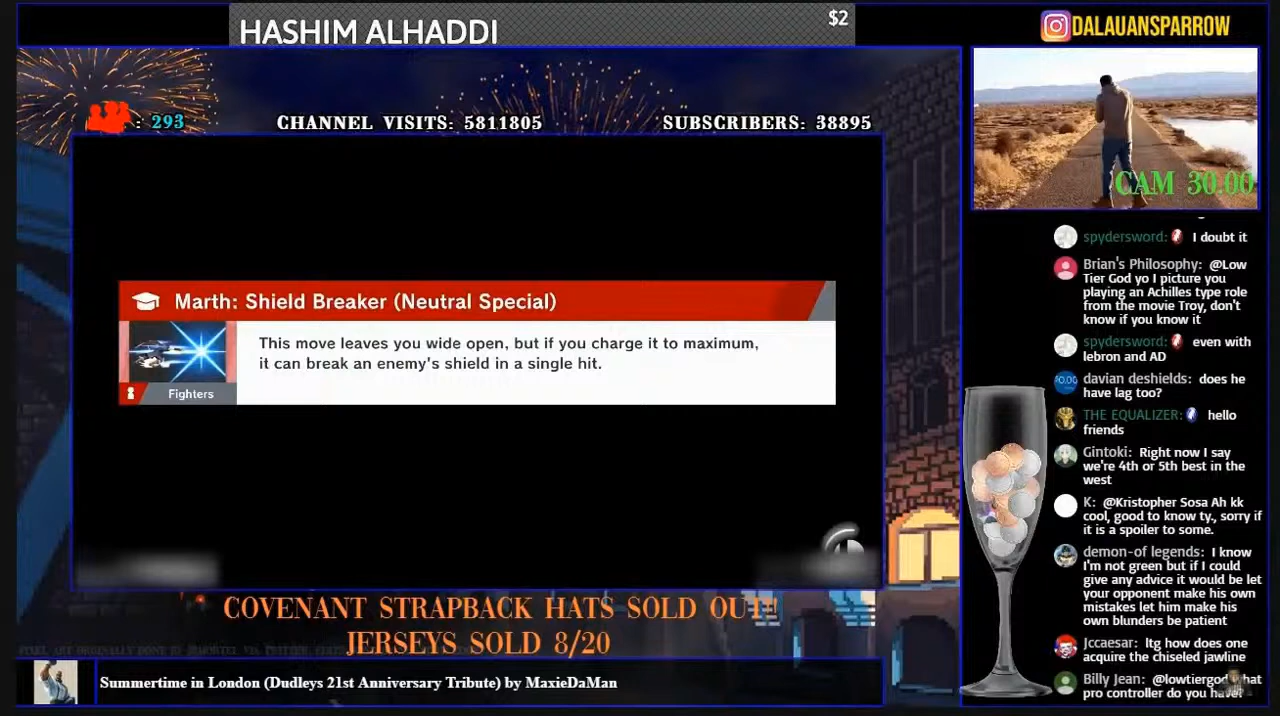 HASHIM ALHADDI
$2
DALAUANSPARROW
: 293
CHANNEL VISITS: 5811805
SUBSCRIBERS: 38895
CAM 30.00
Marth: Shield Breaker (Neutral Special)
This move leaves you wide open, but if you charge it to maximum,
it can break an enemy's shield in a single hit.
Fighters
spydersword: I doubt it
Brian's Philosophy: @Low
Tier God yo I picture you
playing an Achilles type role
from the movie Troy, don't
know if you know it
spydersword: even with
lebron and AD
davian deshields: does he
have lag too?
THE EQUALIZER: hello
friends
Gintoki: Right now I say
we're 4th or 5th best in the
west
K: @Kristopher Sosa Ah kk
cool, good to know ty., sorry if
it is a spoiler to some.
demon-of legends: I know
I'm not green but if I could
give any advice it would be let
your opponent make his own
mistakes let him make his
own blunders be patient
Jccaesar: ltg how does one
acquire the chiseled jawline
Billy Jean: @lowtiergod what
pro controller do you have?
COVENANT STRAPBACK HATS SOLD OUT!!
JERSEYS SOLD 8/20
Summertime in London (Dudleys 21st Anniversary Tribute) by MaxieDaMan